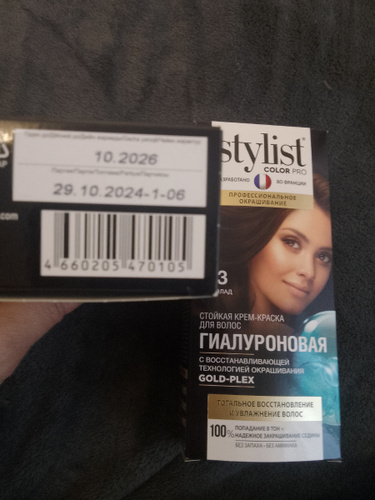 10.2026
29.10.2024-1-06
4 660205 470105
stylist
COLOR PRO
ВО ФРАНЦИИ
ПРОФЕССИОНАЛЬНОЕ
ОКРАШИВАНИЕ
3
СТОЙКАЯ КРЕМ-КРАСКА
ДЛЯ ВОЛОС
ГИАЛУРОНОВАЯ
С ВОССТАНАВЛИВАЮЩЕЙ
ТЕХНОЛОГИЕЙ ОКРАШИВАНИЯ
GOLD-PLEX
ТОТАЛЬНОЕ ВОССТАНОВЛЕНИЕ
И УВЛАЖНЕНИЕ ВОЛОС
100% ПОПАДАНИЕ В ТОН +
НАДЕЖНОЕ ЗАКРАШИВАНИЕ СЕДИНЫ
БЕЗ ЗАПАХА • БЕЗ АММИАКА